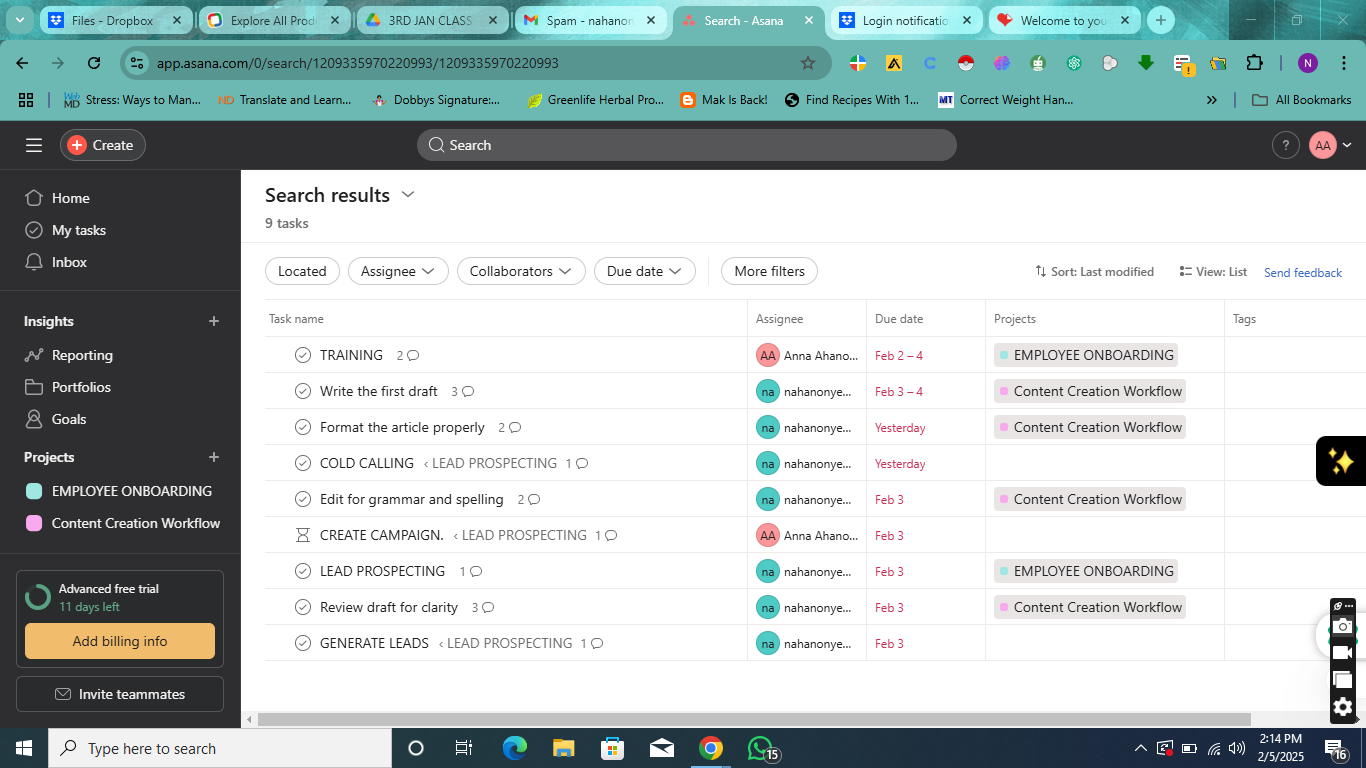 Files - Dropbox
Explore All Prod
3RD JAN CLASS
Spam - nahanon
Search - Asana
Login notificatio
Welcome to you
app.asana.com/0/search/1209335970220993/1209335970220993
N
WD MD Stress: Ways to Man...
ND Translate and Learn...
Dobbys Signature:...
Greenlife Herbal Pro...
Mak Is Back!
Find Recipes With 1...
MT Correct Weight Han...
All Bookmarks
Create
Search
?
AA
Home
My tasks
Inbox
Insights
Reporting
Portfolios
Goals
Projects
EMPLOYEE ONBOARDING
Content Creation Workflow
Advanced free trial
11 days left
Add billing info
Invite teammates
Search results
9 tasks
Located
Assignee
Collaborators
Due date
More filters
Sort: Last modified
View: List
Send feedback
Task name Assignee Due date Projects Tags
TRAINING 2 AA Anna Ahano... Feb 2 – 4 EMPLOYEE ONBOARDING
Write the first draft 3 na nahanonye... Feb 3 – 4 Content Creation Workflow
Format the article properly 2 na nahanonye... Yesterday Content Creation Workflow
COLD CALLING ‹ LEAD PROSPECTING 1 na nahanonye... Yesterday
Edit for grammar and spelling 2 na nahanonye... Feb 3 Content Creation Workflow
CREATE CAMPAIGN. ‹ LEAD PROSPECTING 1 AA Anna Ahano... Feb 3
LEAD PROSPECTING 1 na nahanonye... Feb 3 EMPLOYEE ONBOARDING
Review draft for clarity 3 na nahanonye... Feb 3 Content Creation Workflow
GENERATE LEADS ‹ LEAD PROSPECTING 1 na nahanonye... Feb 3
Type here to search
15
2:14 PM
2/5/2025
16